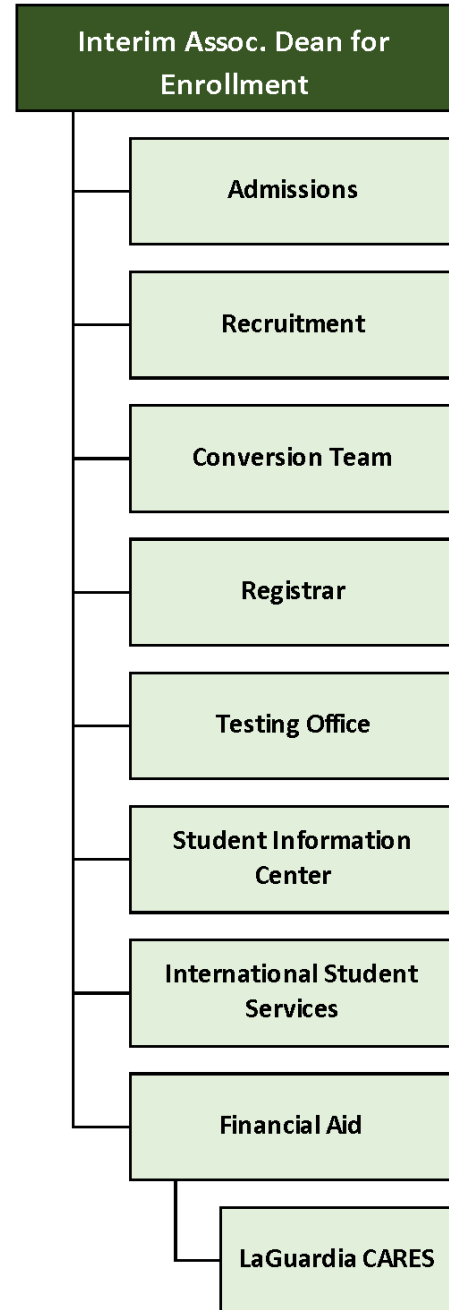 Interim Assoc. Dean for
Enrollment
Admissions
Recruitment
Conversion Team
Registrar
Testing Office
Student Information
Center
International Student
Services
Financial Aid
LaGuardia CARES